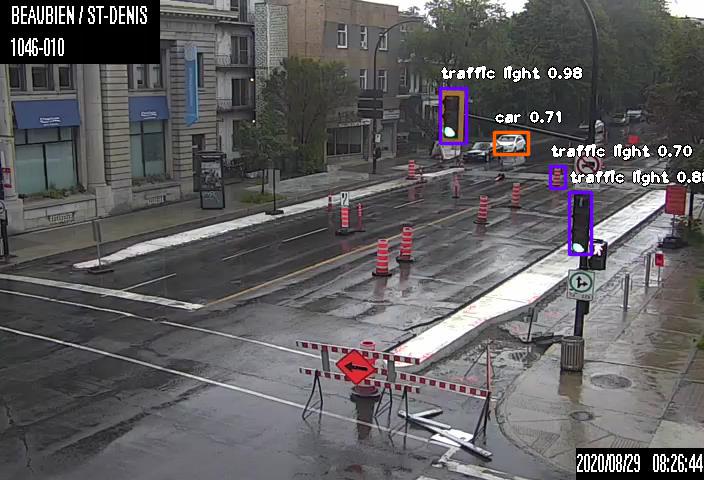 BEAUBIEN / ST-DENIS
1046-010
traffic light 0.98
car 0.71
traffic light 0.70
traffic light 0.88
2020/08/29 08:26:44